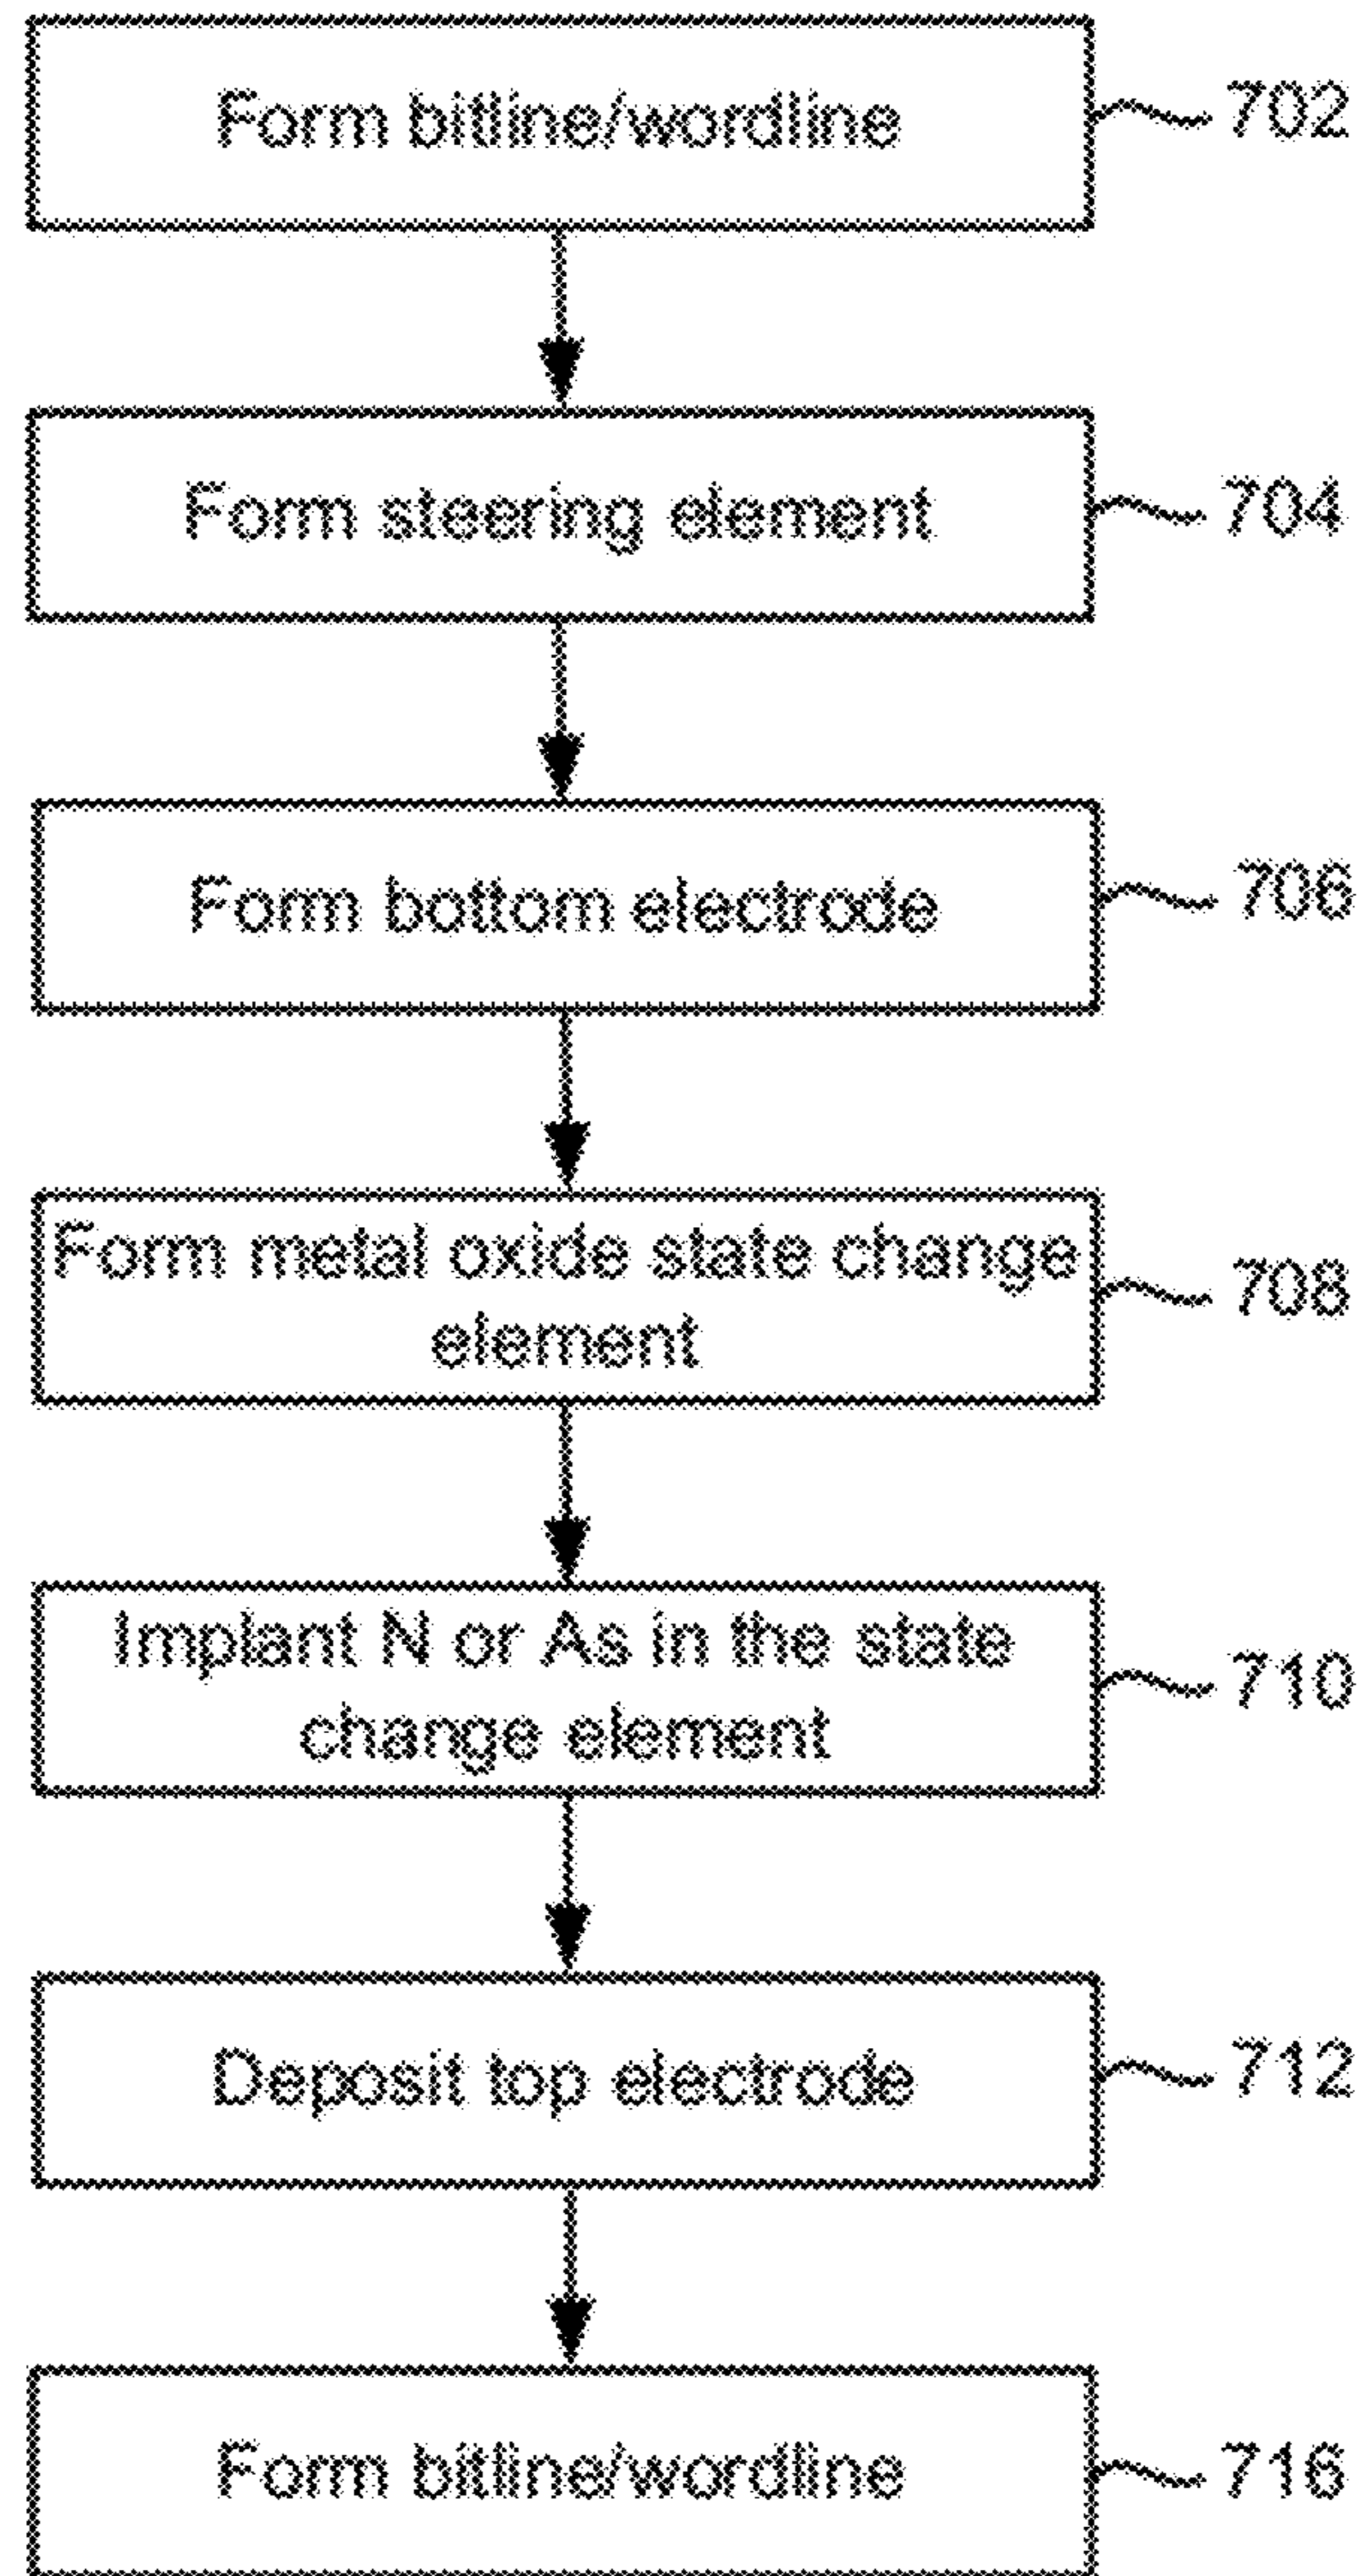 Form bitline/wordline
702
Form steering element
704
Form bottom electrode
706
Form metal oxide state change
element
708
Implant N or As in the state
change element
710
Deposit top electrode
712
Form bitline/wordline
716